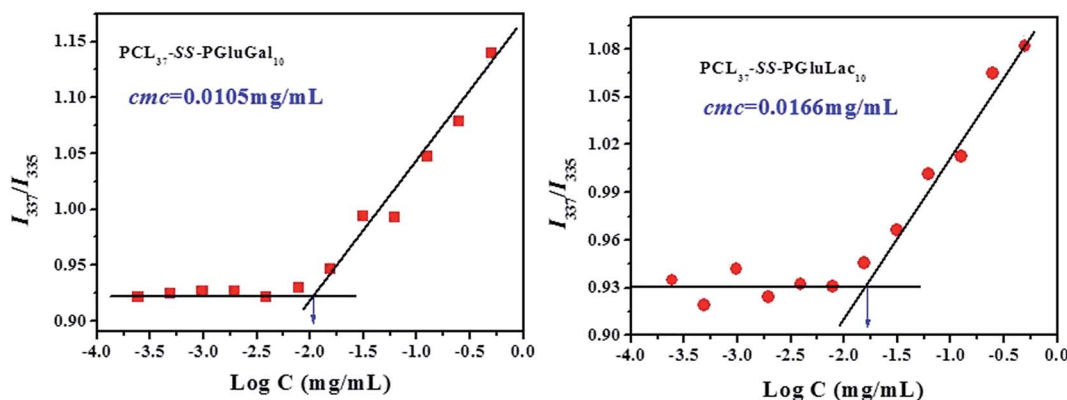 1.15
1.10
1.05
1.00
0.95
0.90
I₃₃₇/I₃₃₅
PCL₃₇-SS-PGluGal₁₀
cmc=0.0105mg/mL
-4.0 -3.5 -3.0 -2.5 -2.0 -1.5 -1.0 -0.5 0.0
Log C (mg/mL)
1.08
1.05
1.02
0.99
0.96
0.93
0.90
I₃₃₇/I₃₃₅
PCL₃₇-SS-PGluLac₁₀
cmc=0.0166mg/mL
-4.0 -3.5 -3.0 -2.5 -2.0 -1.5 -1.0 -0.5 0.0
Log C (mg/mL)